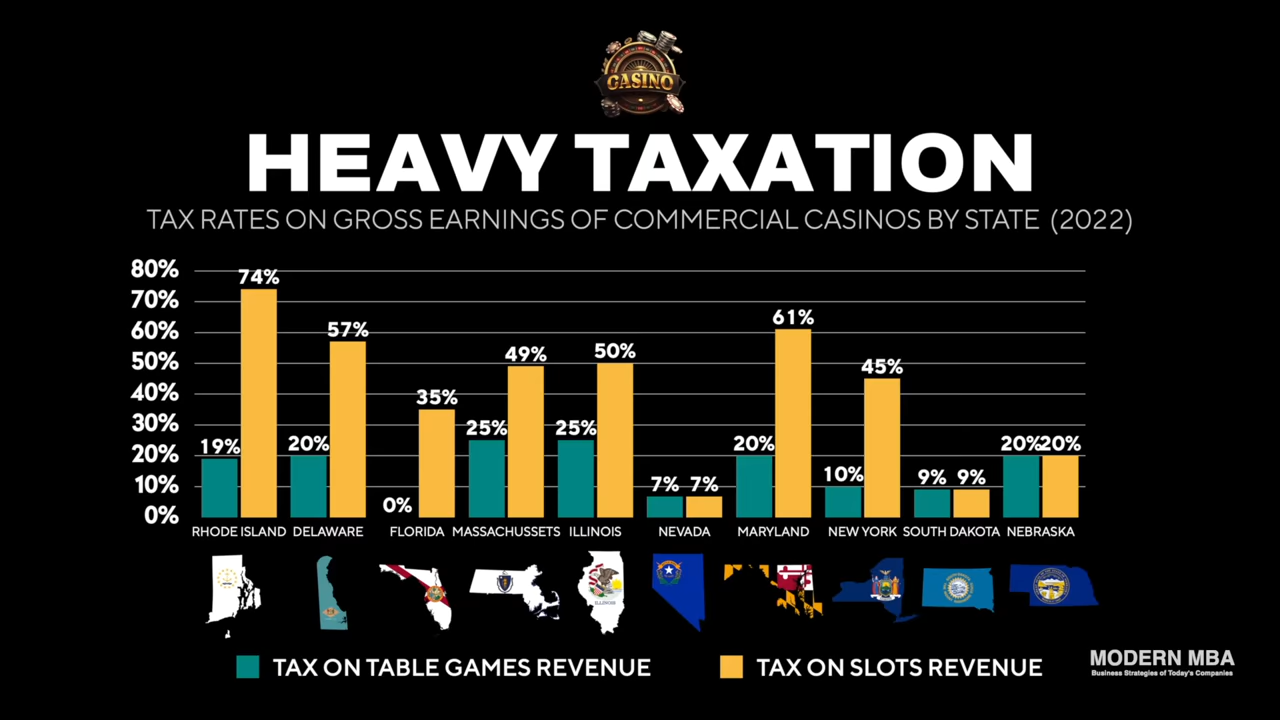 CASINO
HEAVY TAXATION
TAX RATES ON GROSS EARNINGS OF COMMERCIAL CASINOS BY STATE (2022)
80%
70%
60%
50%
40%
30%
20%
10%
0%
19% 74%
20% 57%
0% 35%
25% 49%
25% 50%
7% 7%
20% 61%
10% 45%
9% 9%
20% 20%
RHODE ISLAND DELAWARE FLORIDA MASSACHUSSETS ILLINOIS NEVADA MARYLAND NEW YORK SOUTH DAKOTA NEBRASKA
ILLINOIS
TAX ON TABLE GAMES REVENUE TAX ON SLOTS REVENUE
MODERN MBA
Business Strategies of Today's Companies